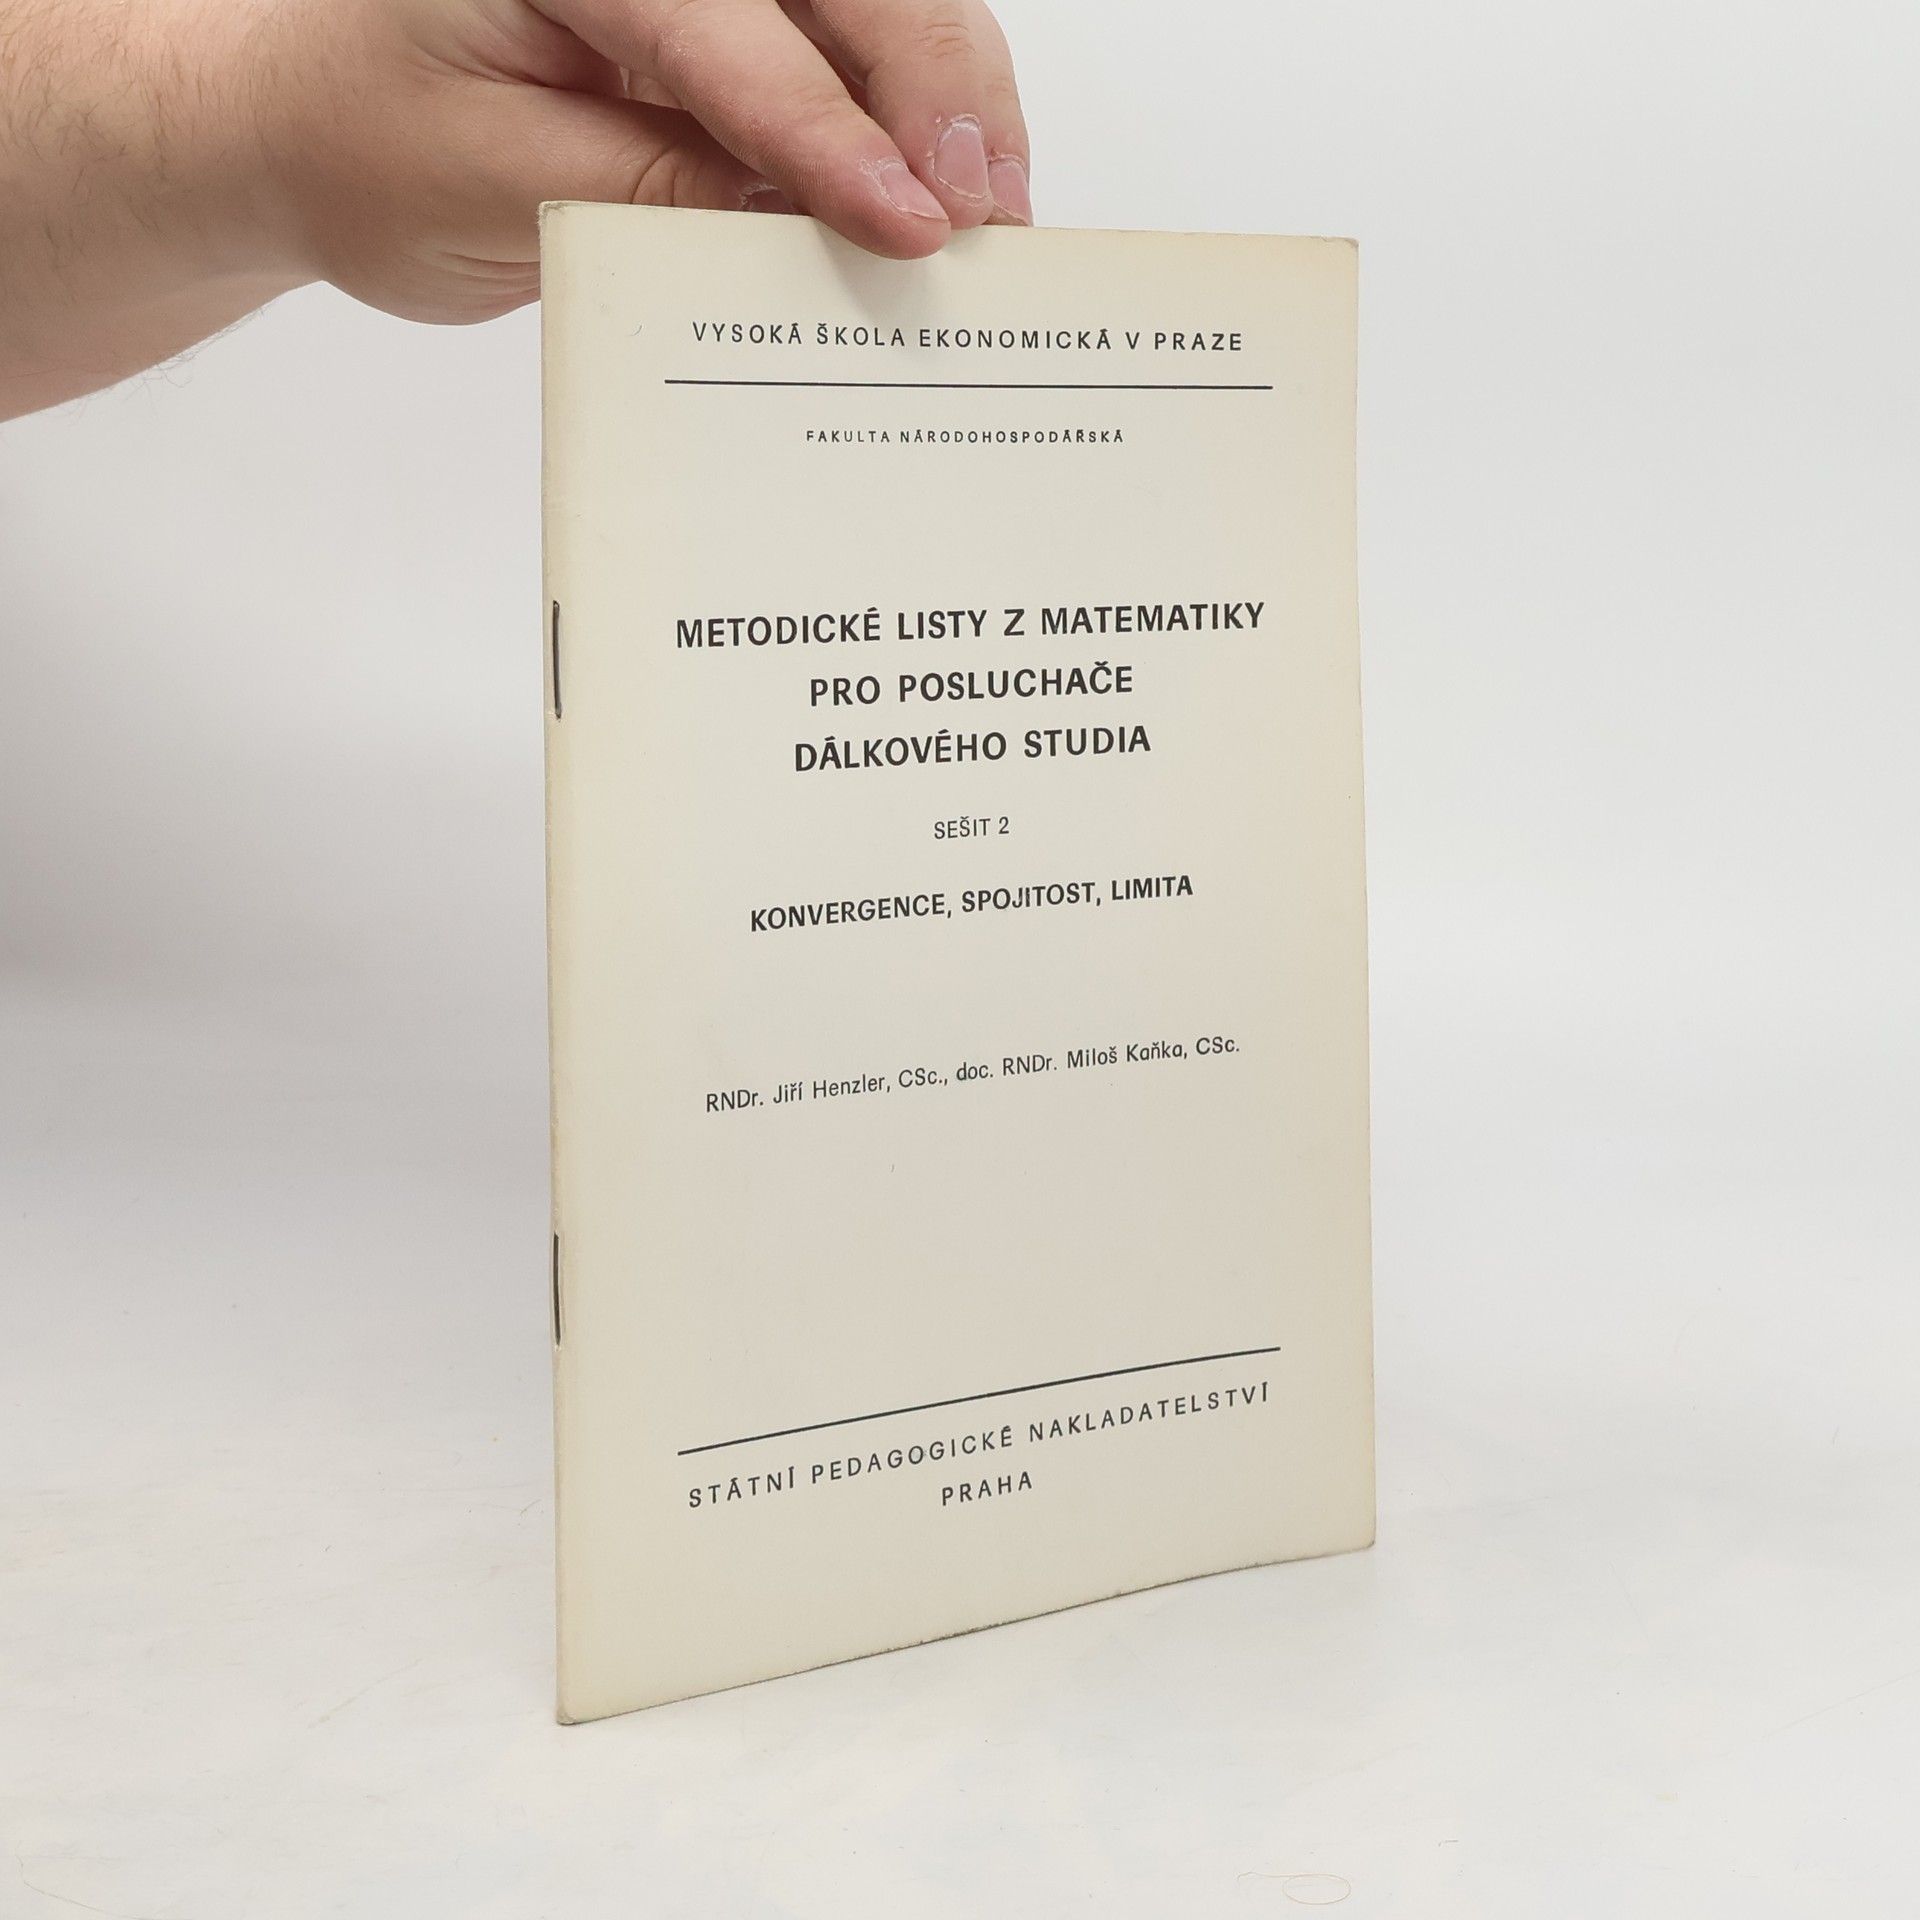 VYSOKÁ ŠKOLA EKONOMICKÁ V PRAZE
FAKULTA NÁRODOHOSPODÁŘSKÁ
METODICKÉ LISTY Z MATEMATIKY
PRO POSLUCHAČE
DÁLKOVÉHO STUDIA
SEŠIT 2
KONVERGENCE, SPOJITOST, LIMITA
RNDr. Jiří Henzler, CSc., doc. RNDr. Miloš Kaňka, CSc.
STÁTNÍ PEDAGOGICKÉ NAKLADATELSTVÍ
PRAHA